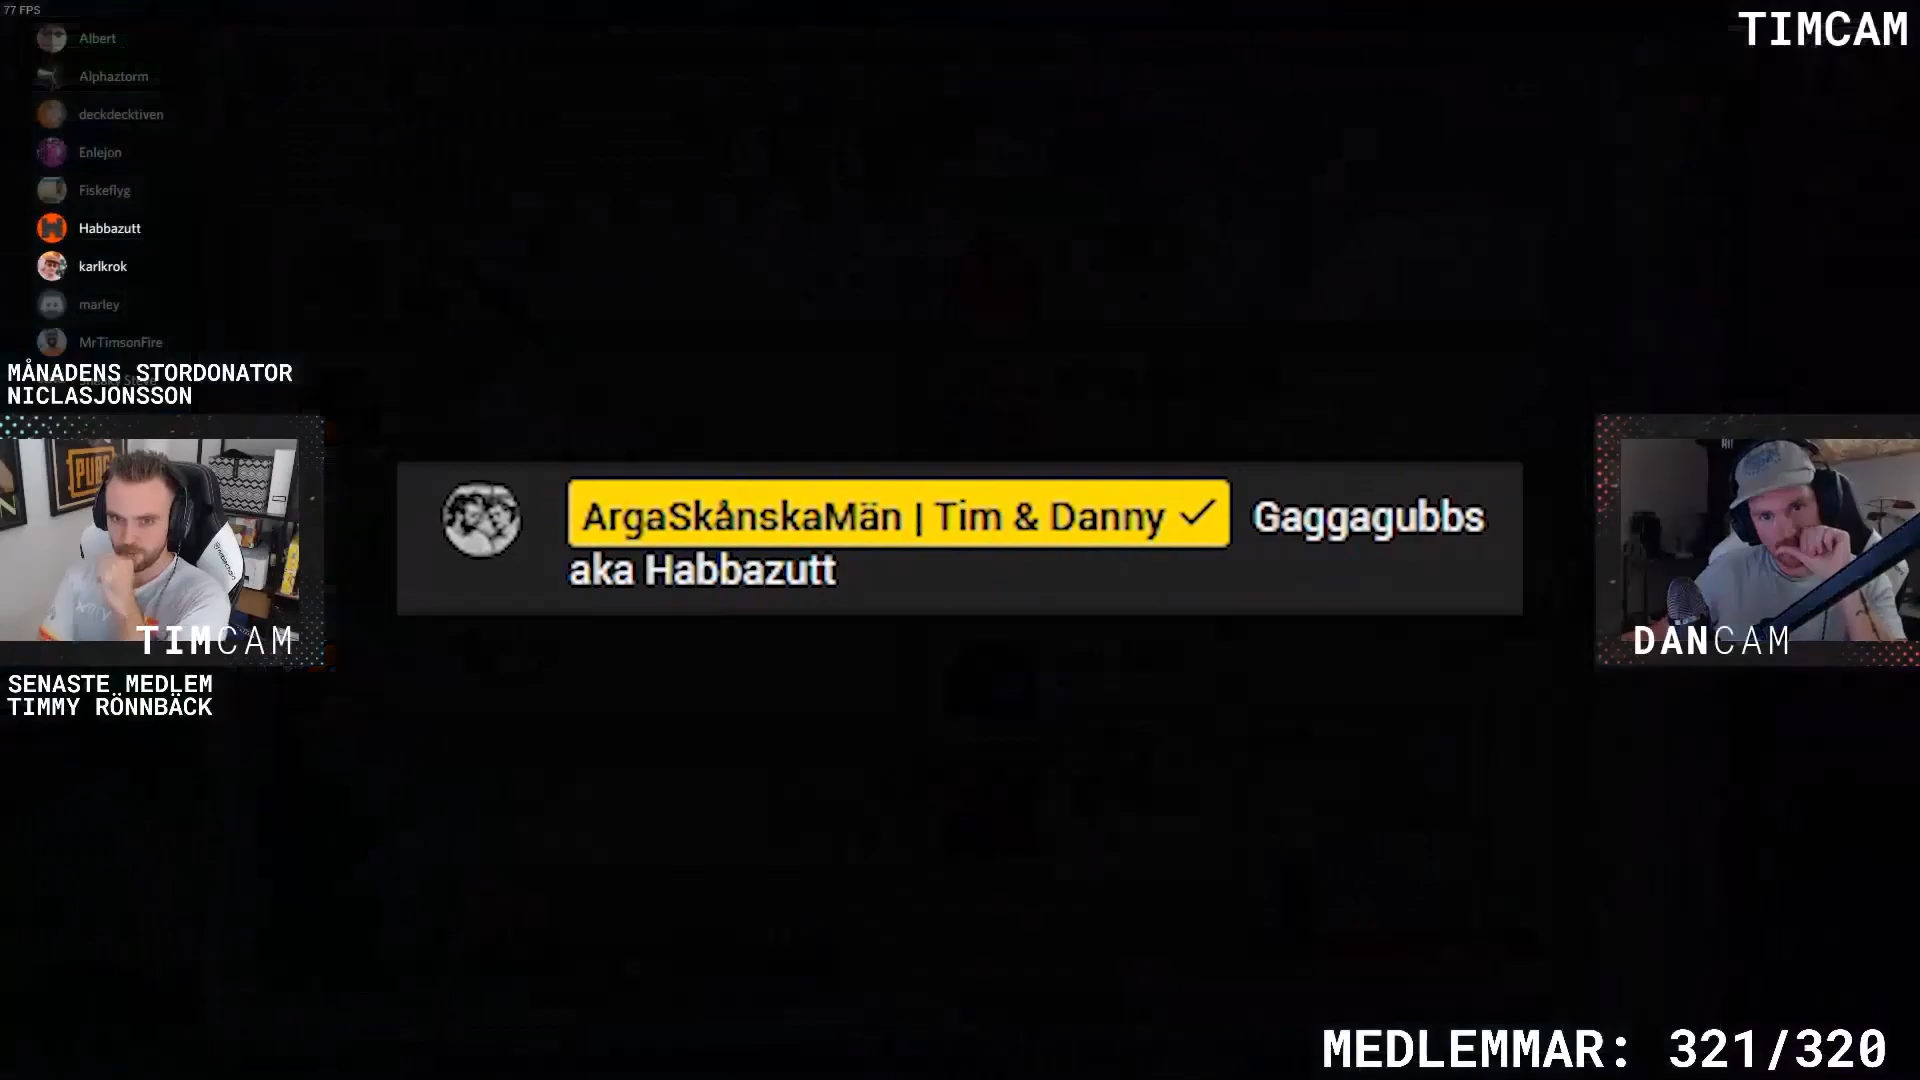 77 FPS
TIMCAM
Albert
Alphaztorm
deckdecktiven
Enlejon
Fiskeflyg
Habbazutt
karlkrok
marley
MrTimsonFire
MÅNADENS STORDONATOR
NICLASJONSSON
PUBG
ArgaSkånskaMän | Tim & Danny ✓ Gaggagubbs
aka Habbazutt
TIMCAM
DANCAM
SENASTE MEDLEM
TIMMY RÖNNBÄCK
MEDLEMMAR: 321/320